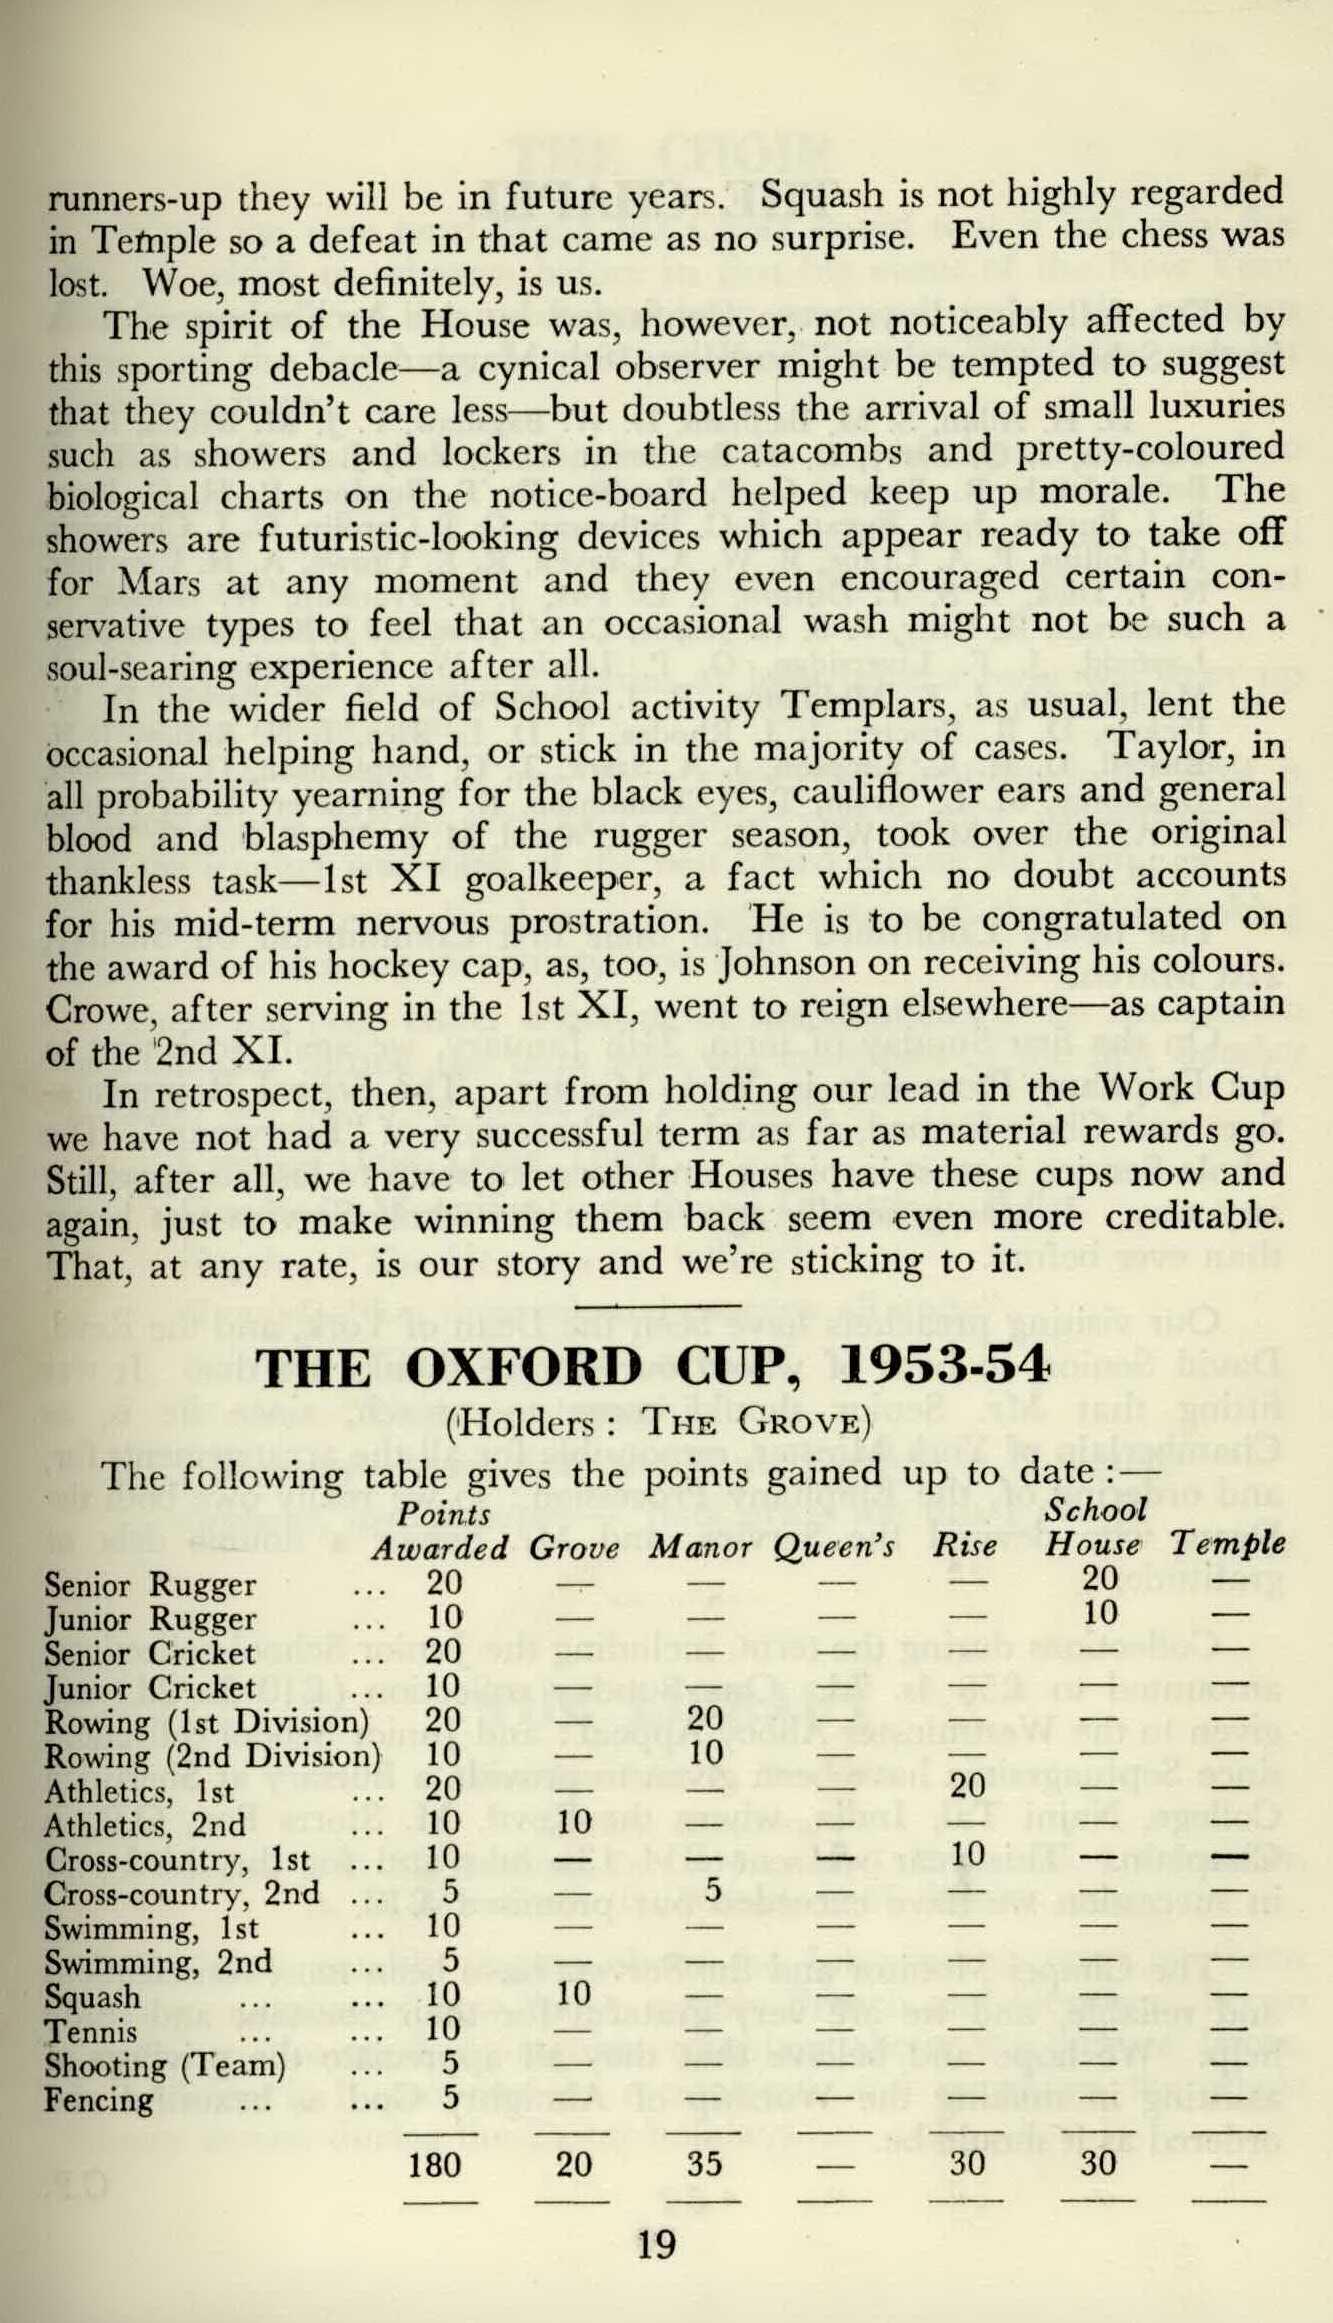 runners-up they will be in future years. Squash is not highly regarded
in Temple so a defeat in that came as no surprise. Even the chess was
lost. Woe, most definitely, is us.
The spirit of the House was, however, not noticeably affected by
this sporting debacle—a cynical observer might be tempted to suggest
that they couldn't care less—but doubtless the arrival of small luxuries
such as showers and lockers in the catacombs and pretty-coloured
biological charts on the notice-board helped keep up morale. The
showers are futuristic-looking devices which appear ready to take off
for Mars at any moment and they even encouraged certain con-
servative types to feel that an occasional wash might not be such a
soul-searing experience after all.
In the wider field of School activity Templars, as usual, lent the
occasional helping hand, or stick in the majority of cases. Taylor, in
all probability yearning for the black eyes, cauliflower ears and general
blood and blasphemy of the rugger season, took over the original
thankless task—1st XI goalkeeper, a fact which no doubt accounts
for his mid-term nervous prostration. He is to be congratulated on
the award of his hockey cap, as, too, is Johnson on receiving his colours.
Crowe, after serving in the 1st XI, went to reign elsewhere—as captain
of the 2nd XI.
In retrospect, then, apart from holding our lead in the Work Cup
we have not had a very successful term as far as material rewards go.
Still, after all, we have to let other Houses have these cups now and
again, just to make winning them back seem even more creditable.
That, at any rate, is our story and we're sticking to it.
THE OXFORD CUP, 1953-54
(Holders : THE GROVE)
The following table gives the points gained up to date :—
Points School
Awarded Grove Manor Queen's Rise House Temple
Senior Rugger ... 20 — — — — 20 —
Junior Rugger ... 10 — — — — 10 —
Senior Cricket ... 20 — — — — — —
Junior Cricket ... 10 — — — — — —
Rowing (1st Division) 20 — 20 — — — —
Rowing (2nd Division) 10 — 10 — — — —
Athletics, 1st ... 20 — — — 20 — —
Athletics, 2nd ... 10 10 — — — — —
Cross-country, 1st ... 10 — — — 10 — —
Cross-country, 2nd ... 5 — 5 — — — —
Swimming, 1st ... 10 — — — — — —
Swimming, 2nd ... 5 — — — — — —
Squash ... ... 10 10 — — — — —
Tennis ... ... 10 — — — — — —
Shooting (Team) ... 5 — — — — — —
Fencing ... ... 5 — — — — — —
180 20 35 — 30 30 —
19